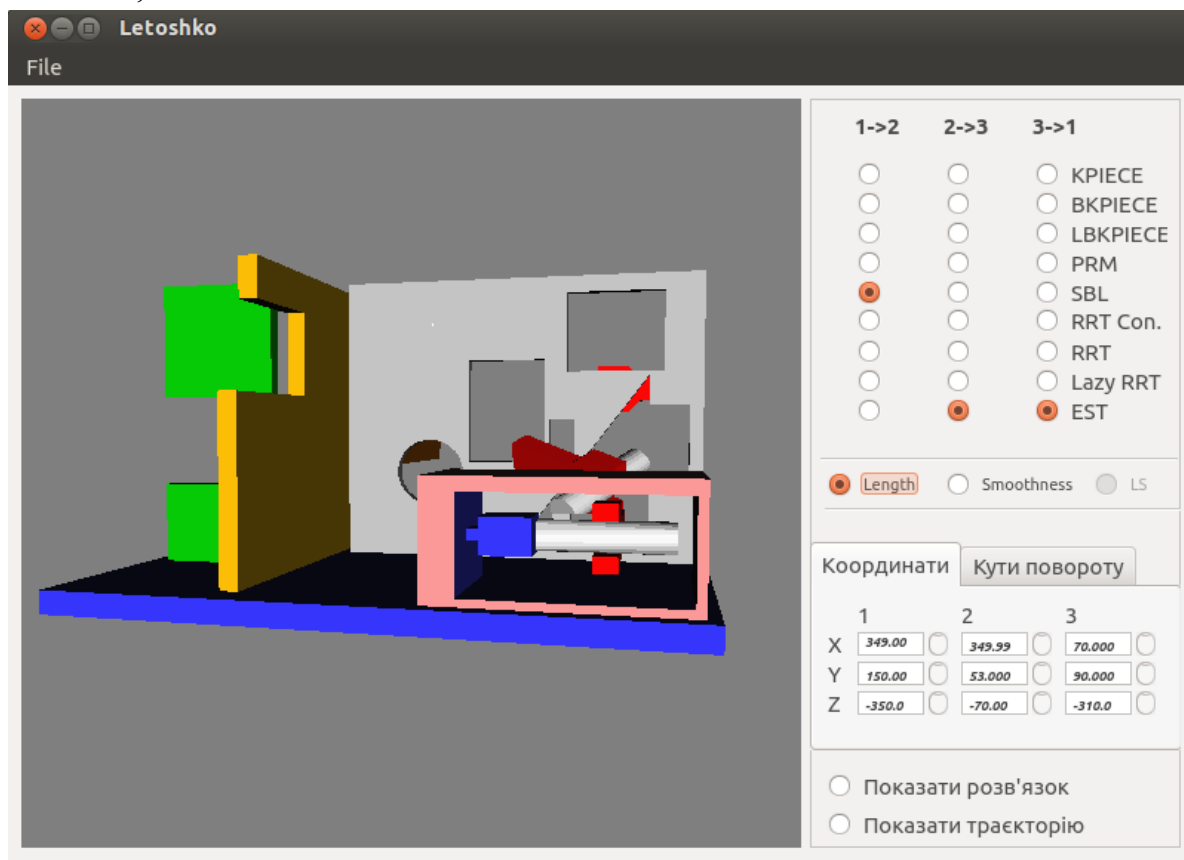 Letoshko
File
1->2 2->3 3->1
KPIECE
BKPIECE
LBKPIECE
PRM
SBL
RRT Con.
RRT
Lazy RRT
EST
Length Smoothness LS
Координати Кути повороту
1 2 3
X 349.00 349.99 70.000
Y 150.00 53.000 90.000
Z -350.0 -70.00 -310.0
Показати розв'язок
Показати траєкторію